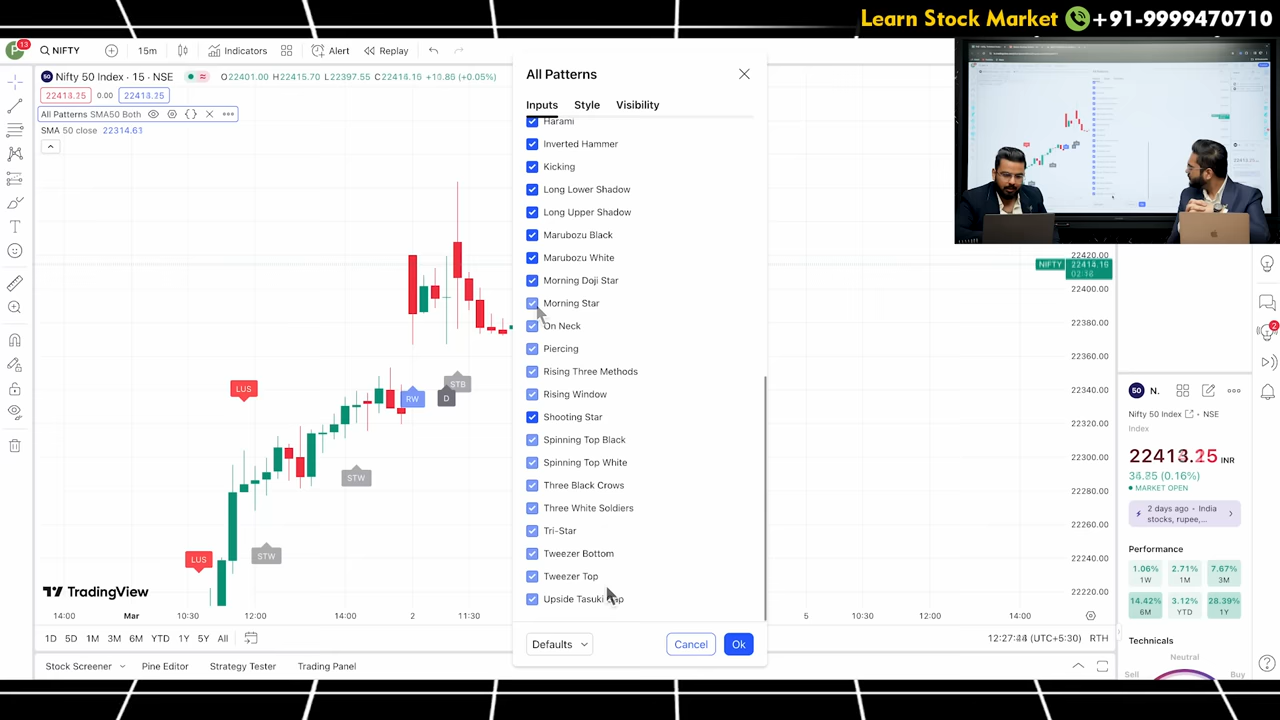 Learn Stock Market +91-9999470710
P 13 NIFTY 15m Indicators Alert Replay
50 Nifty 50 Index · 15 · NSE O22401.00 H22415.70 L22397.55 C22414.15
22413.25 0.00 22413.25
All Patterns SMA50 Both
SMA 50 close 22314.61
LUS
LUS
STW
STW
RW
D
STB
TradingView
14:00 Mar 10:30 12:00 14:00 2 11:30
5 10:30 12:00 14:00
1D 5D 1M 3M 6M YTD 1Y 5Y All
12:27:44 (UTC+5:30) RTH
Stock Screener Pine Editor Strategy Tester Trading Panel
All Patterns
Inputs Style Visibility
Harami
Inverted Hammer
Kicking
Long Lower Shadow
Long Upper Shadow
Marubozu Black
Marubozu White
Morning Doji Star
Morning Star
On Neck
Piercing
Rising Three Methods
Rising Window
Shooting Star
Spinning Top Black
Spinning Top White
Three Black Crows
Three White Soldiers
Tri-Star
Tweezer Bottom
Tweezer Top
Upside Tasuki
Defaults Cancel Ok
22420.00
NIFTY
22400.00
22380.00
22360.00
22340.00
22320.00
22300.00
22280.00
22260.00
22240.00
22220.00
2
50 N.
Nifty 50 Index · NSE
Index
INR
(0.16%)
MARKET OPEN
2 days ago · India
stocks, rupee,...
Performance
1.06% 2.71% 7.67%
1W 1M 3M
14.42% 3.12% 28.39%
6M YTD 1Y
Technicals
Neutral
Sell Buy